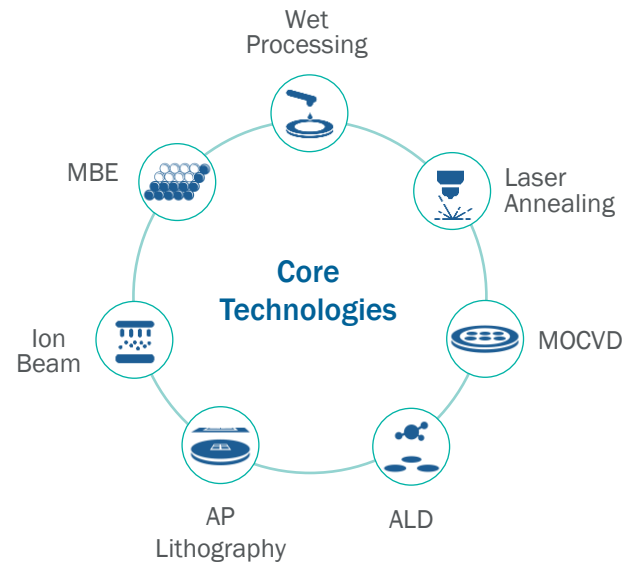 Wet
Processing
MBE
Laser
Annealing
Core
Technologies
Ion
Beam
MOCVD
AP
Lithography
ALD